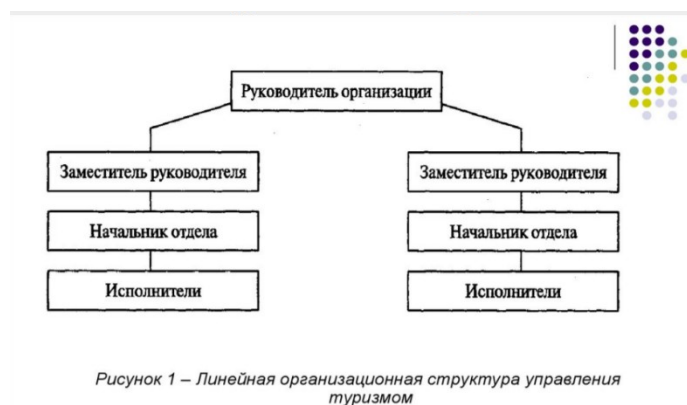 Руководитель организации
Заместитель руководителя
Заместитель руководителя
Начальник отдела
Начальник отдела
Исполнители
Исполнители
Рисунок 1 – Линейная организационная структура управления
туризмом